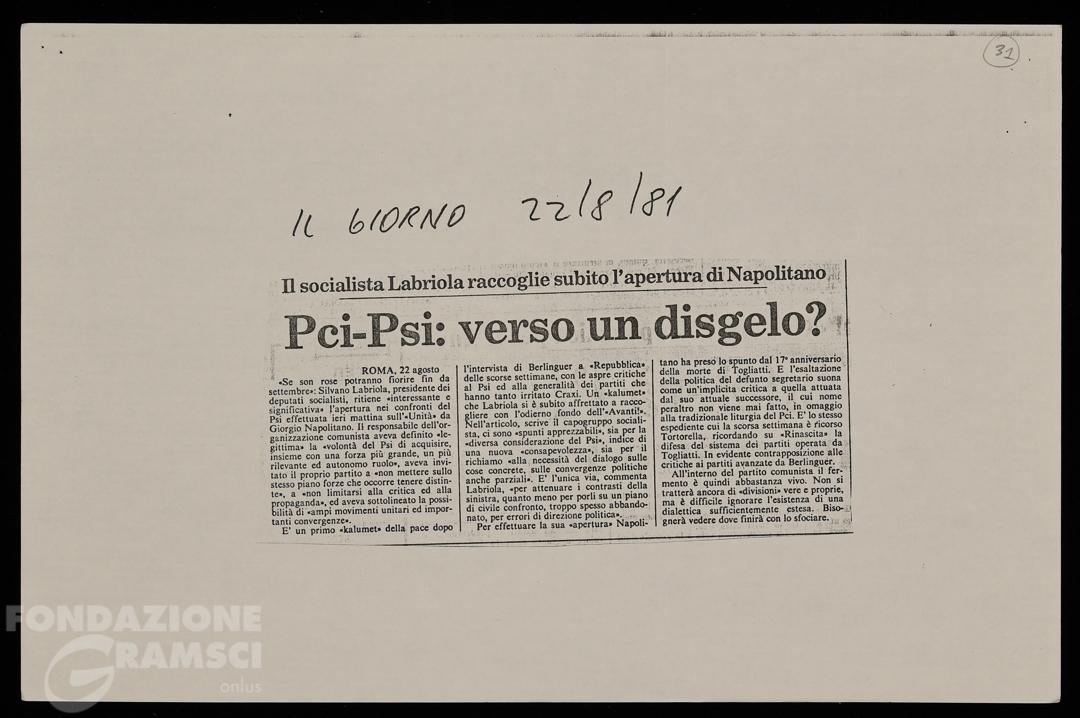 31
IL GIORNO 22/8/81
Il socialista Labriola raccoglie subito l'apertura di Napolitano
Pci-Psi: verso un disgelo?
ROMA, 22 agosto
«Se son rose potranno fiorire fin da
settembre»: Silvano Labriola, presidente dei
deputati socialisti, ritiene «interessante e
significativa» l'apertura nei confronti del
Psi effettuata ieri mattina sull'«Unità» da
Giorgio Napolitano. Il responsabile dell'or-
ganizzazione comunista aveva definito «le-
gittima» la «volontà del Psi di acquisire,
insieme con una forza più grande, un più
rilevante ed autonomo ruolo», aveva invi-
tato il proprio partito a «non mettere sullo
stesso piano forze che occorre tenere distin-
te», a «non limitarsi alla critica ed alla
propaganda», ed aveva sottolineato la possi-
bilità di «ampi movimenti unitari ed impor-
tanti convergenze».
E' un primo «kalumet» della pace dopo
l'intervista di Berlinguer a «Repubblica»
delle scorse settimane, con le aspre critiche
al Psi ed alla generalità dei partiti che
hanno tanto irritato Craxi. Un «kalumet»
che Labriola si è subito affrettato a racco-
gliere con l'odierno fondo dell'«Avanti!».
Nell'articolo, scrive il capogruppo sociali-
sta, ci sono «spunti apprezzabili», sia per la
«diversa considerazione del Psi», indice di
una nuova «consapevolezza», sia per il
richiamo «alla necessità del dialogo sulle
cose concrete, sulle convergenze politiche
anche parziali». E' l'unica via, commenta
Labriola, «per attenuare i contrasti della
sinistra, quanto meno per porli su un piano
di civile confronto, troppo spesso abbando-
nato, per errori di direzione politica».
Per effettuare la sua «apertura» Napoli-
tano ha preso lo spunto dal 17º anniversario
della morte di Togliatti. E l'esaltazione
della politica del defunto segretario suona
come un'implicita critica a quella attuata
dal suo attuale successore, il cui nome
peraltro non viene mai fatto, in omaggio
alla tradizionale liturgia del Pci. E' lo stesso
espediente cui la scorsa settimana è ricorso
Tortorella, ricordando su «Rinascita» la
difesa del sistema dei partiti operata da
Togliatti. In evidente contrapposizione alle
critiche ai partiti avanzate da Berlinguer.
All'interno del partito comunista il fer-
mento è quindi abbastanza vivo. Non si
tratterà ancora di «divisioni» vere e proprie,
ma è difficile ignorare l'esistenza di una
dialettica sufficientemente estesa. Biso-
gnerà vedere dove finirà con lo sfociare.
FONDAZIONE
GRAMSCI
onlus